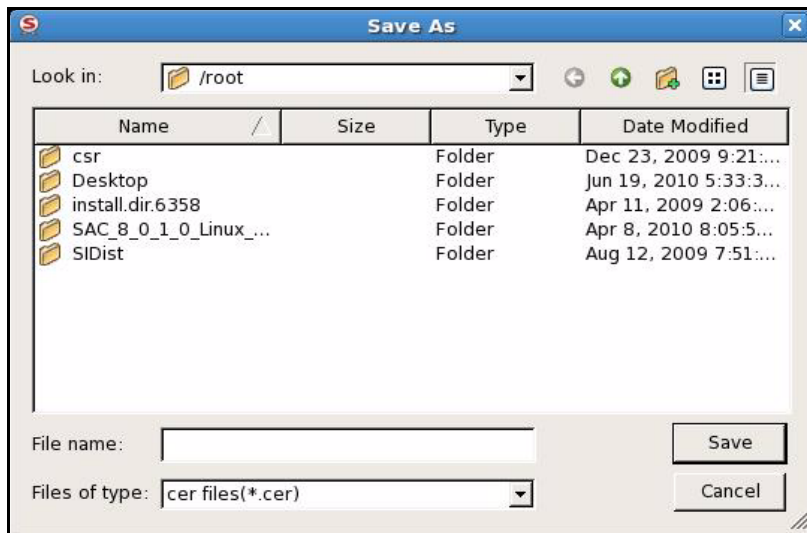 Save As
Look in: /root
Name Size Type Date Modified
csr Folder Dec 23, 2009 9:21:...
Desktop Folder Jun 19, 2010 5:33:3...
install.dir.6358 Folder Apr 11, 2009 2:06:...
SAC_8_0_1_0_Linux_... Folder Apr 8, 2010 8:05:5...
SIDist Folder Aug 12, 2009 7:51:...
File name: Save
Files of type: cer files(*.cer) Cancel